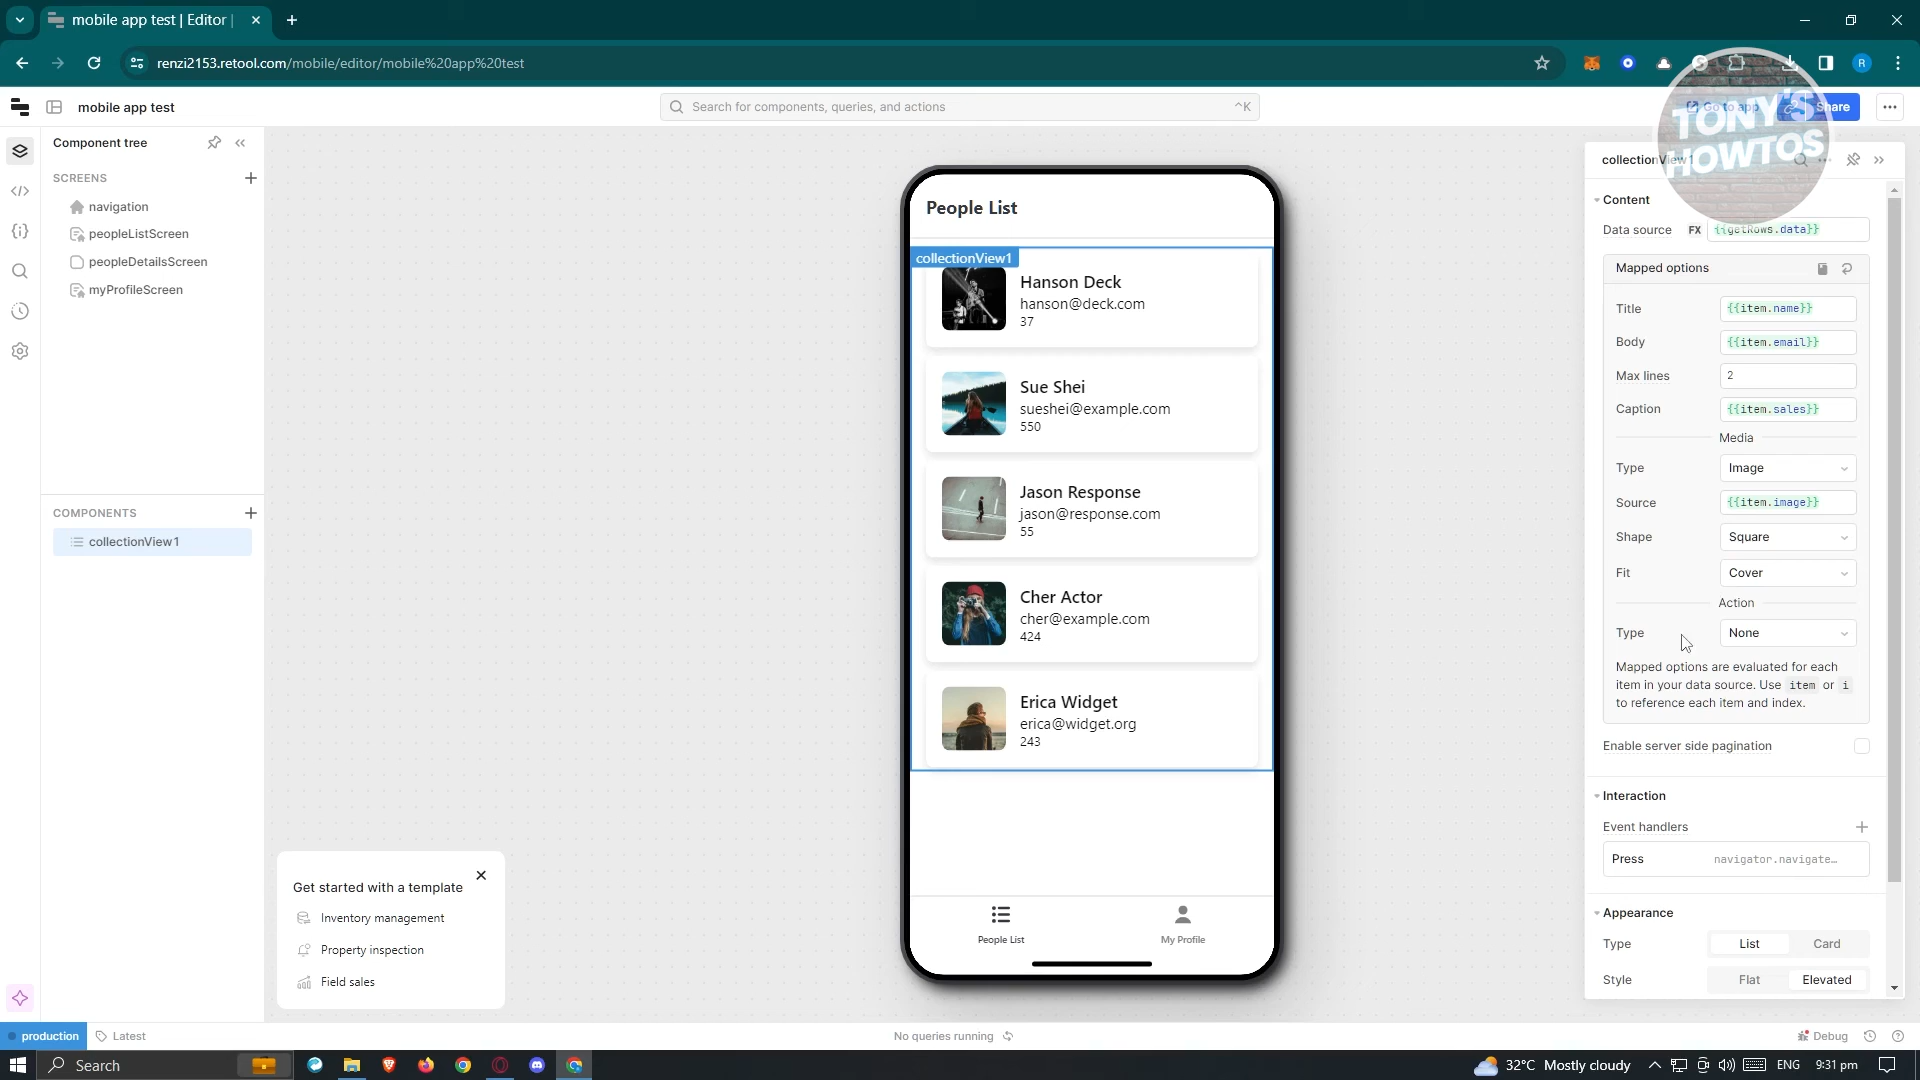 mobile app test | Editor |
renzi2153.retool.com/mobile/editor/mobile%20app%20test
R
mobile app test
Search for components, queries, and actions
^K
Go to app
Share
TONY'S
HOWTOS
Component tree
SCREENS
navigation
peopleListScreen
peopleDetailsScreen
myProfileScreen
COMPONENTS
collectionView1
Get started with a template
Inventory management
Property inspection
Field sales
People List
collectionView1
Hanson Deck
hanson@deck.com
37
Sue Shei
sueshei@example.com
550
Jason Response
jason@response.com
55
Cher Actor
cher@example.com
424
Erica Widget
erica@widget.org
243
People List
My Profile
collectionView1
Content
Data source FX {{getRows.data}}
Mapped options
Title {{item.name}}
Body {{item.email}}
Max lines 2
Caption {{item.sales}}
Media
Type Image
Source {{item.image}}
Shape Square
Fit Cover
Action
Type None
Mapped options are evaluated for each
item in your data source. Use item or i
to reference each item and index.
Enable server side pagination
Interaction
Event handlers
Press navigator.navigate…
Appearance
Type List Card
Style Flat Elevated
production
Latest
No queries running
Debug
Search
32°C Mostly cloudy
ENG
9:31 pm